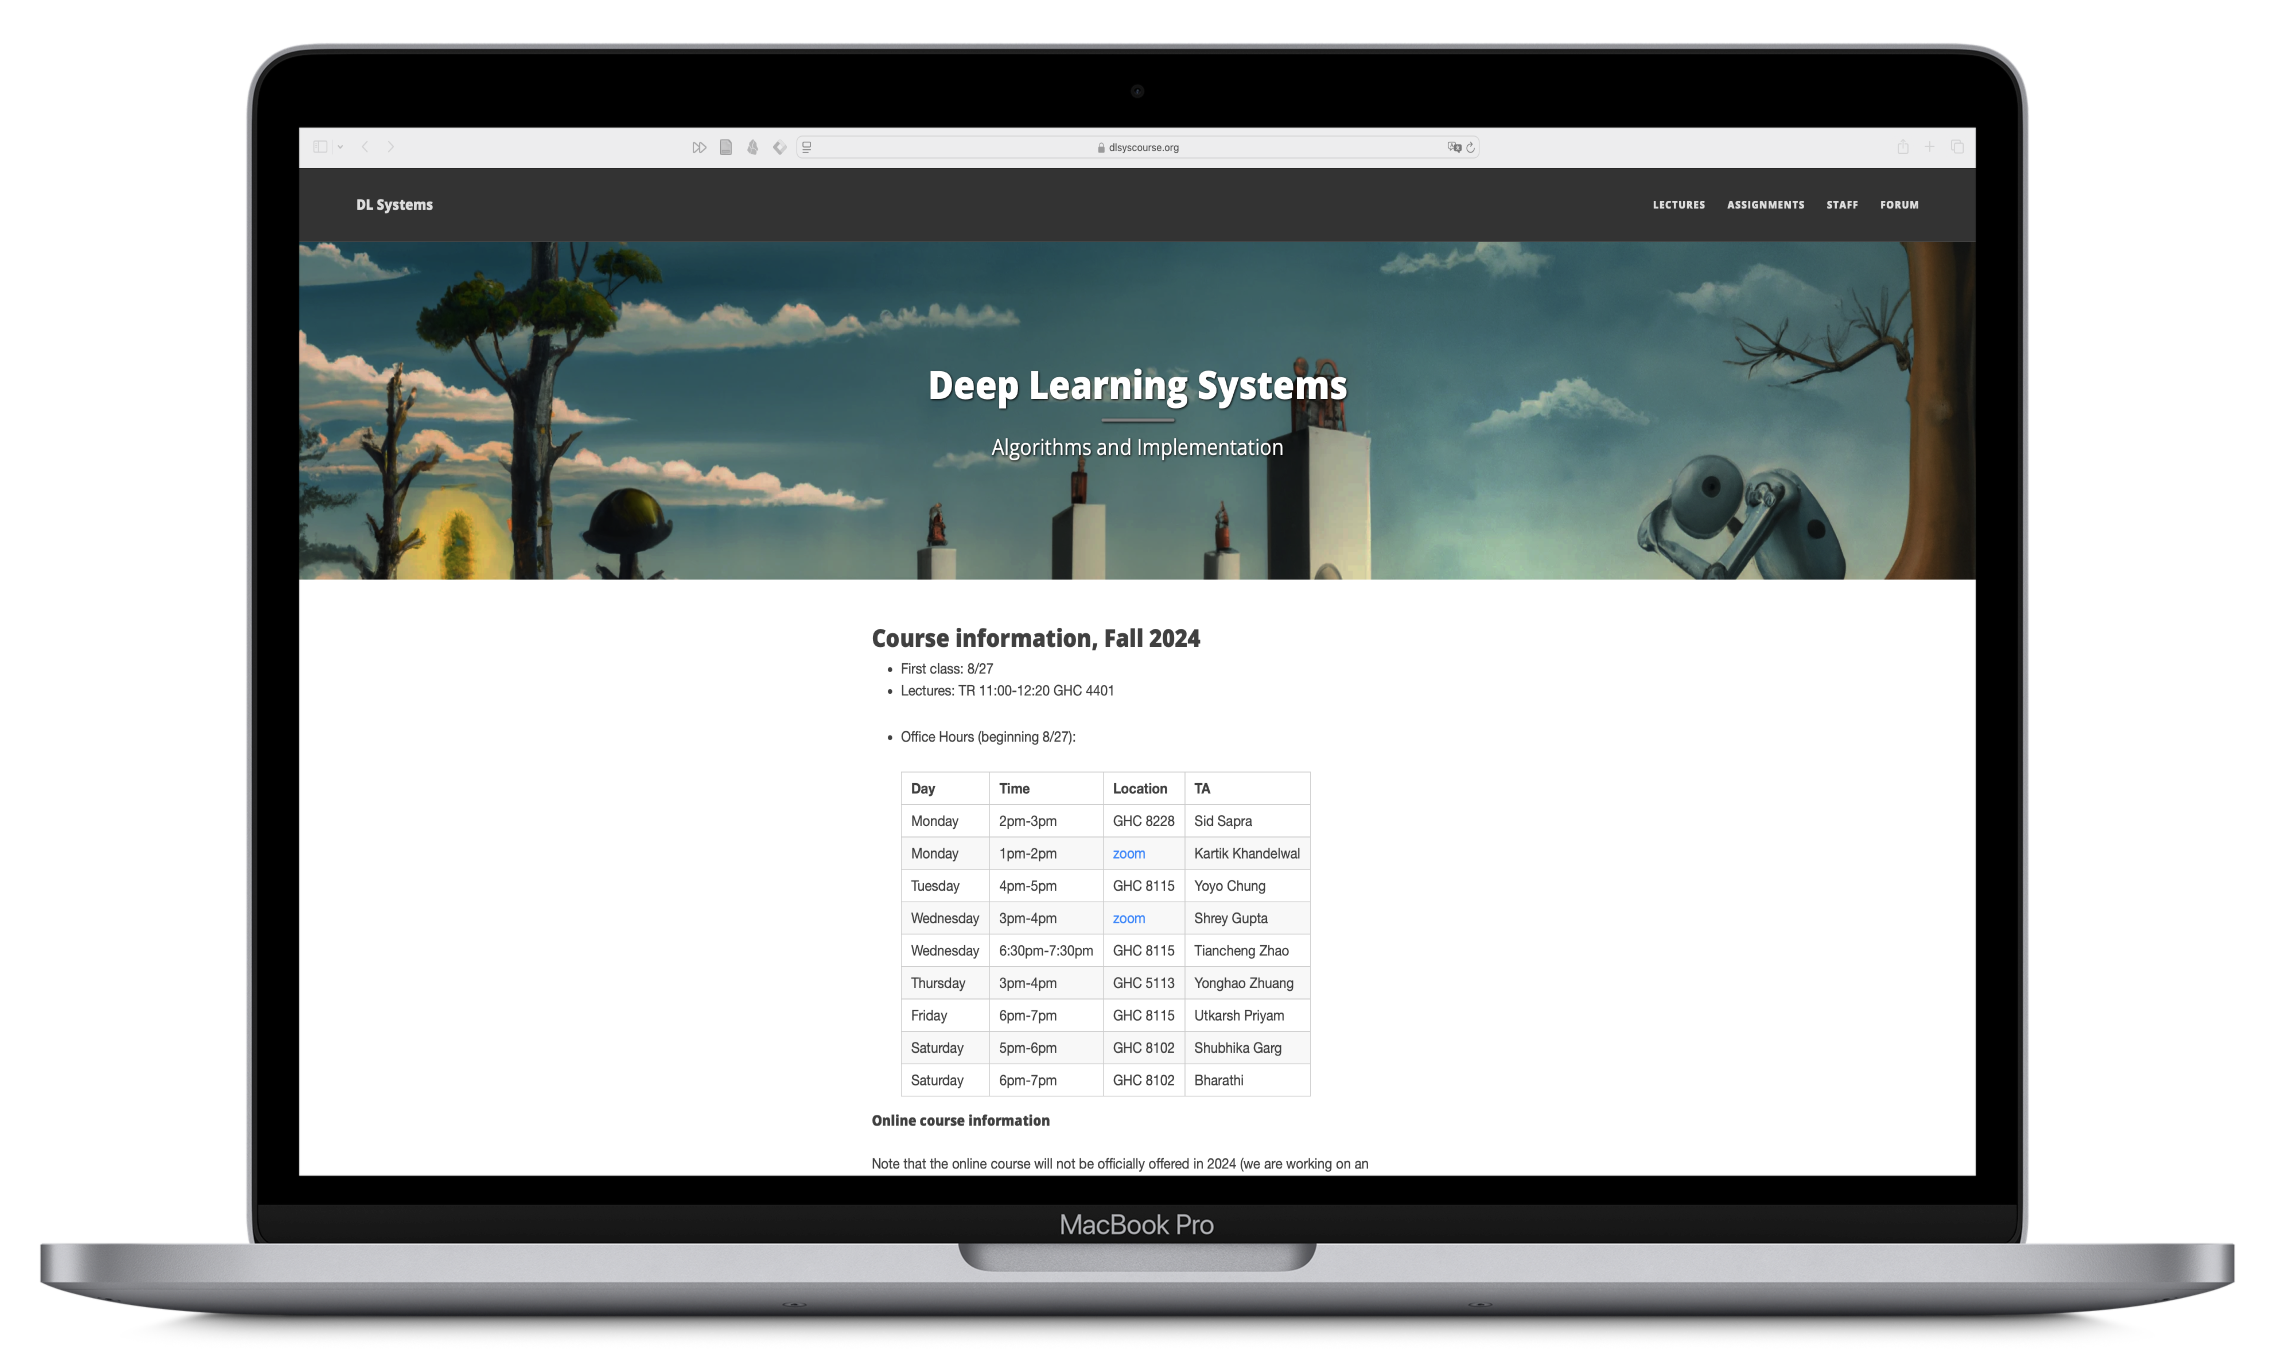 dlsyscourse.org
DL Systems
LECTURES ASSIGNMENTS STAFF FORUM
Deep Learning Systems
Algorithms and Implementation
Course information, Fall 2024
• First class: 8/27
• Lectures: TR 11:00-12:20 GHC 4401
• Office Hours (beginning 8/27):
Day Time Location TA
Monday 2pm-3pm GHC 8228 Sid Sapra
Monday 1pm-2pm zoom Kartik Khandelwal
Tuesday 4pm-5pm GHC 8115 Yoyo Chung
Wednesday 3pm-4pm zoom Shrey Gupta
Wednesday 6:30pm-7:30pm GHC 8115 Tiancheng Zhao
Thursday 3pm-4pm GHC 5113 Yonghao Zhuang
Friday 6pm-7pm GHC 8115 Utkarsh Priyam
Saturday 5pm-6pm GHC 8102 Shubhika Garg
Saturday 6pm-7pm GHC 8102 Bharathi
Online course information
Note that the online course will not be officially offered in 2024 (we are working on an
MacBook Pro